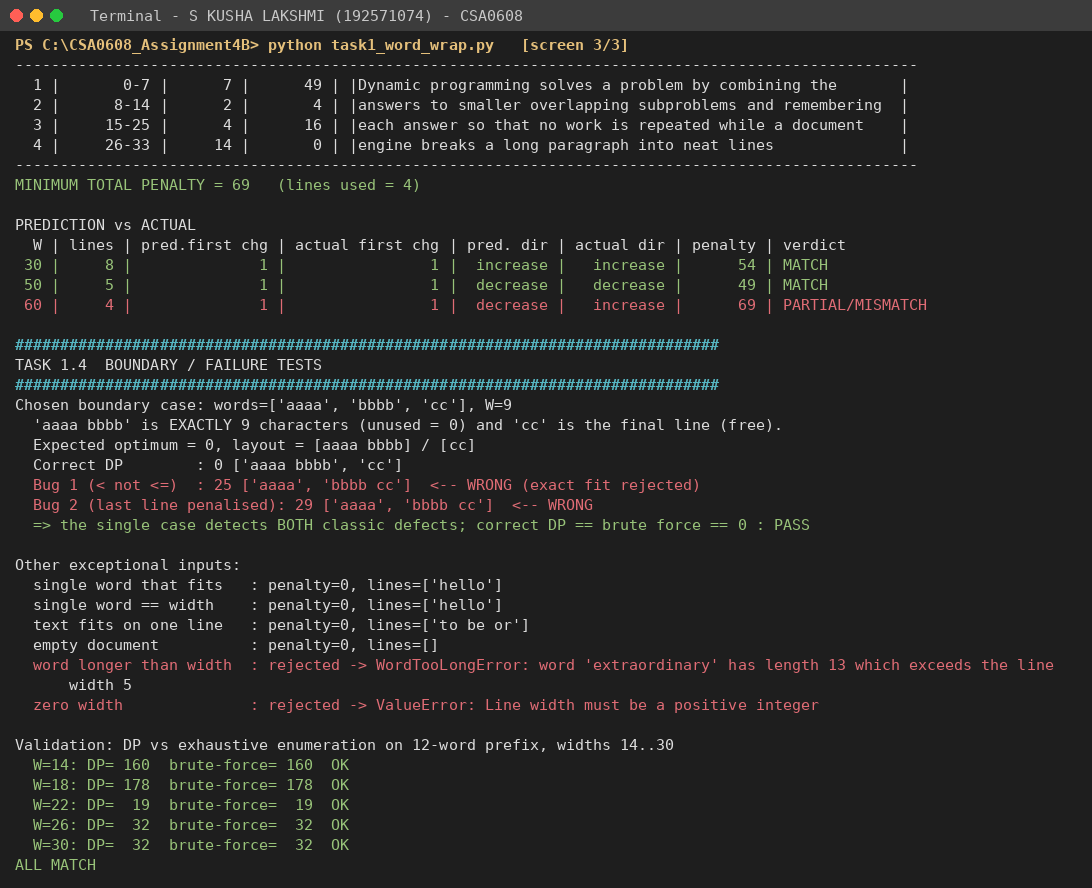 Terminal - S KUSHA LAKSHMI (192571074) - CSA0608
PS C:\CSA0608_Assignment4B> python task1_word_wrap.py   [screen 3/3]
----------------------------------------------------------------------------------------------------
  1 |       0-7 |      7 |      49 | |Dynamic programming solves a problem by combining the       |
  2 |      8-14 |      2 |       4 | |answers to smaller overlapping subproblems and remembering  |
  3 |     15-25 |      4 |      16 | |each answer so that no work is repeated while a document    |
  4 |     26-33 |     14 |       0 | |engine breaks a long paragraph into neat lines              |
----------------------------------------------------------------------------------------------------
MINIMUM TOTAL PENALTY = 69   (lines used = 4)
PREDICTION vs ACTUAL
  W | lines | pred.first chg | actual first chg | pred. dir | actual dir | penalty | verdict
 30 |     8 |              1 |                1 |  increase |   increase |      54 | MATCH
 50 |     5 |              1 |                1 |  decrease |   decrease |      49 | MATCH
 60 |     4 |              1 |                1 |  decrease |   increase |      69 | PARTIAL/MISMATCH
##############################################################################
TASK 1.4  BOUNDARY / FAILURE TESTS
##############################################################################
Chosen boundary case: words=['aaaa', 'bbbb', 'cc'], W=9
  'aaaa bbbb' is EXACTLY 9 characters (unused = 0) and 'cc' is the final line (free).
  Expected optimum = 0, layout = [aaaa bbbb] / [cc]
  Correct DP        : 0 ['aaaa bbbb', 'cc']
  Bug 1 (< not <=)  : 25 ['aaaa', 'bbbb cc']  <-- WRONG (exact fit rejected)
  Bug 2 (last line penalised): 29 ['aaaa', 'bbbb cc']  <-- WRONG
  => the single case detects BOTH classic defects; correct DP == brute force == 0 : PASS
Other exceptional inputs:
  single word that fits   : penalty=0, lines=['hello']
  single word == width    : penalty=0, lines=['hello']
  text fits on one line   : penalty=0, lines=['to be or']
  empty document          : penalty=0, lines=[]
  word longer than width  : rejected -> WordTooLongError: word 'extraordinary' has length 13 which exceeds the line
      width 5
  zero width              : rejected -> ValueError: Line width must be a positive integer
Validation: DP vs exhaustive enumeration on 12-word prefix, widths 14..30
  W=14: DP= 160  brute-force= 160  OK
  W=18: DP= 178  brute-force= 178  OK
  W=22: DP=  19  brute-force=  19  OK
  W=26: DP=  32  brute-force=  32  OK
  W=30: DP=  32  brute-force=  32  OK
ALL MATCH